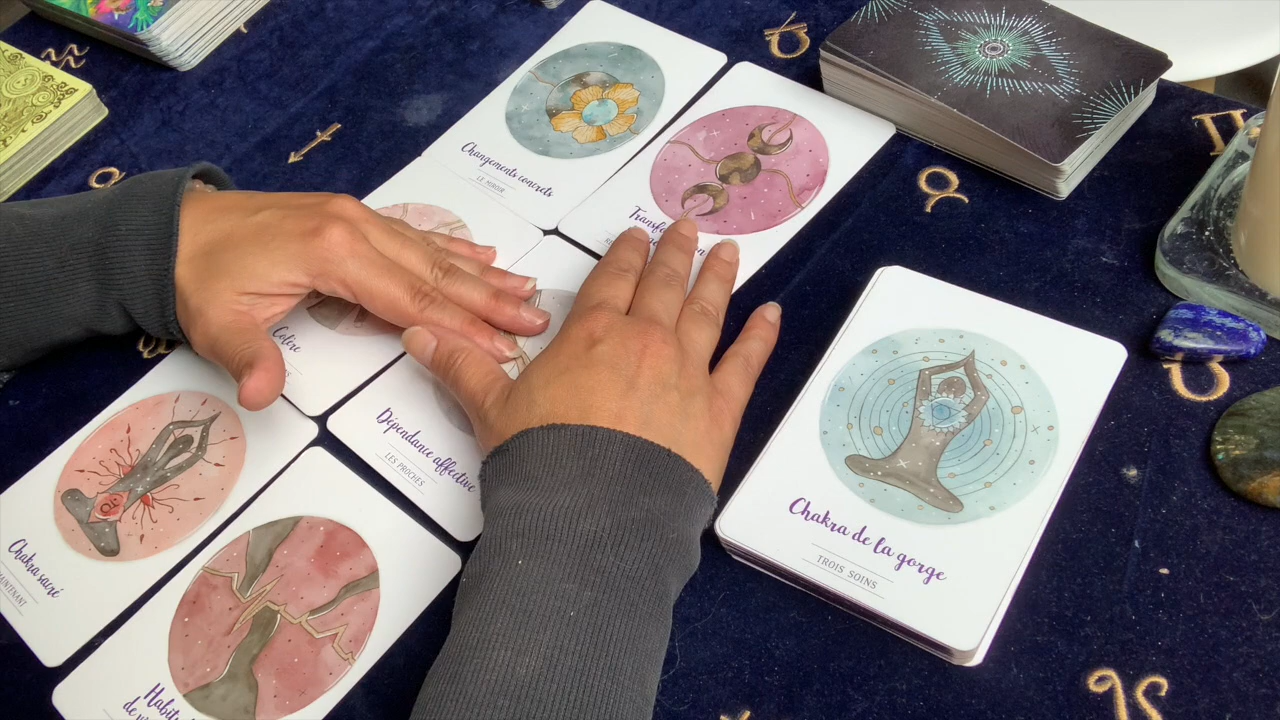 Changements concrets
LE MIROIR
Colère
Dépendance affective
LES PROCHES
Chakra sacré
Chakra de la gorge
TROIS SOINS